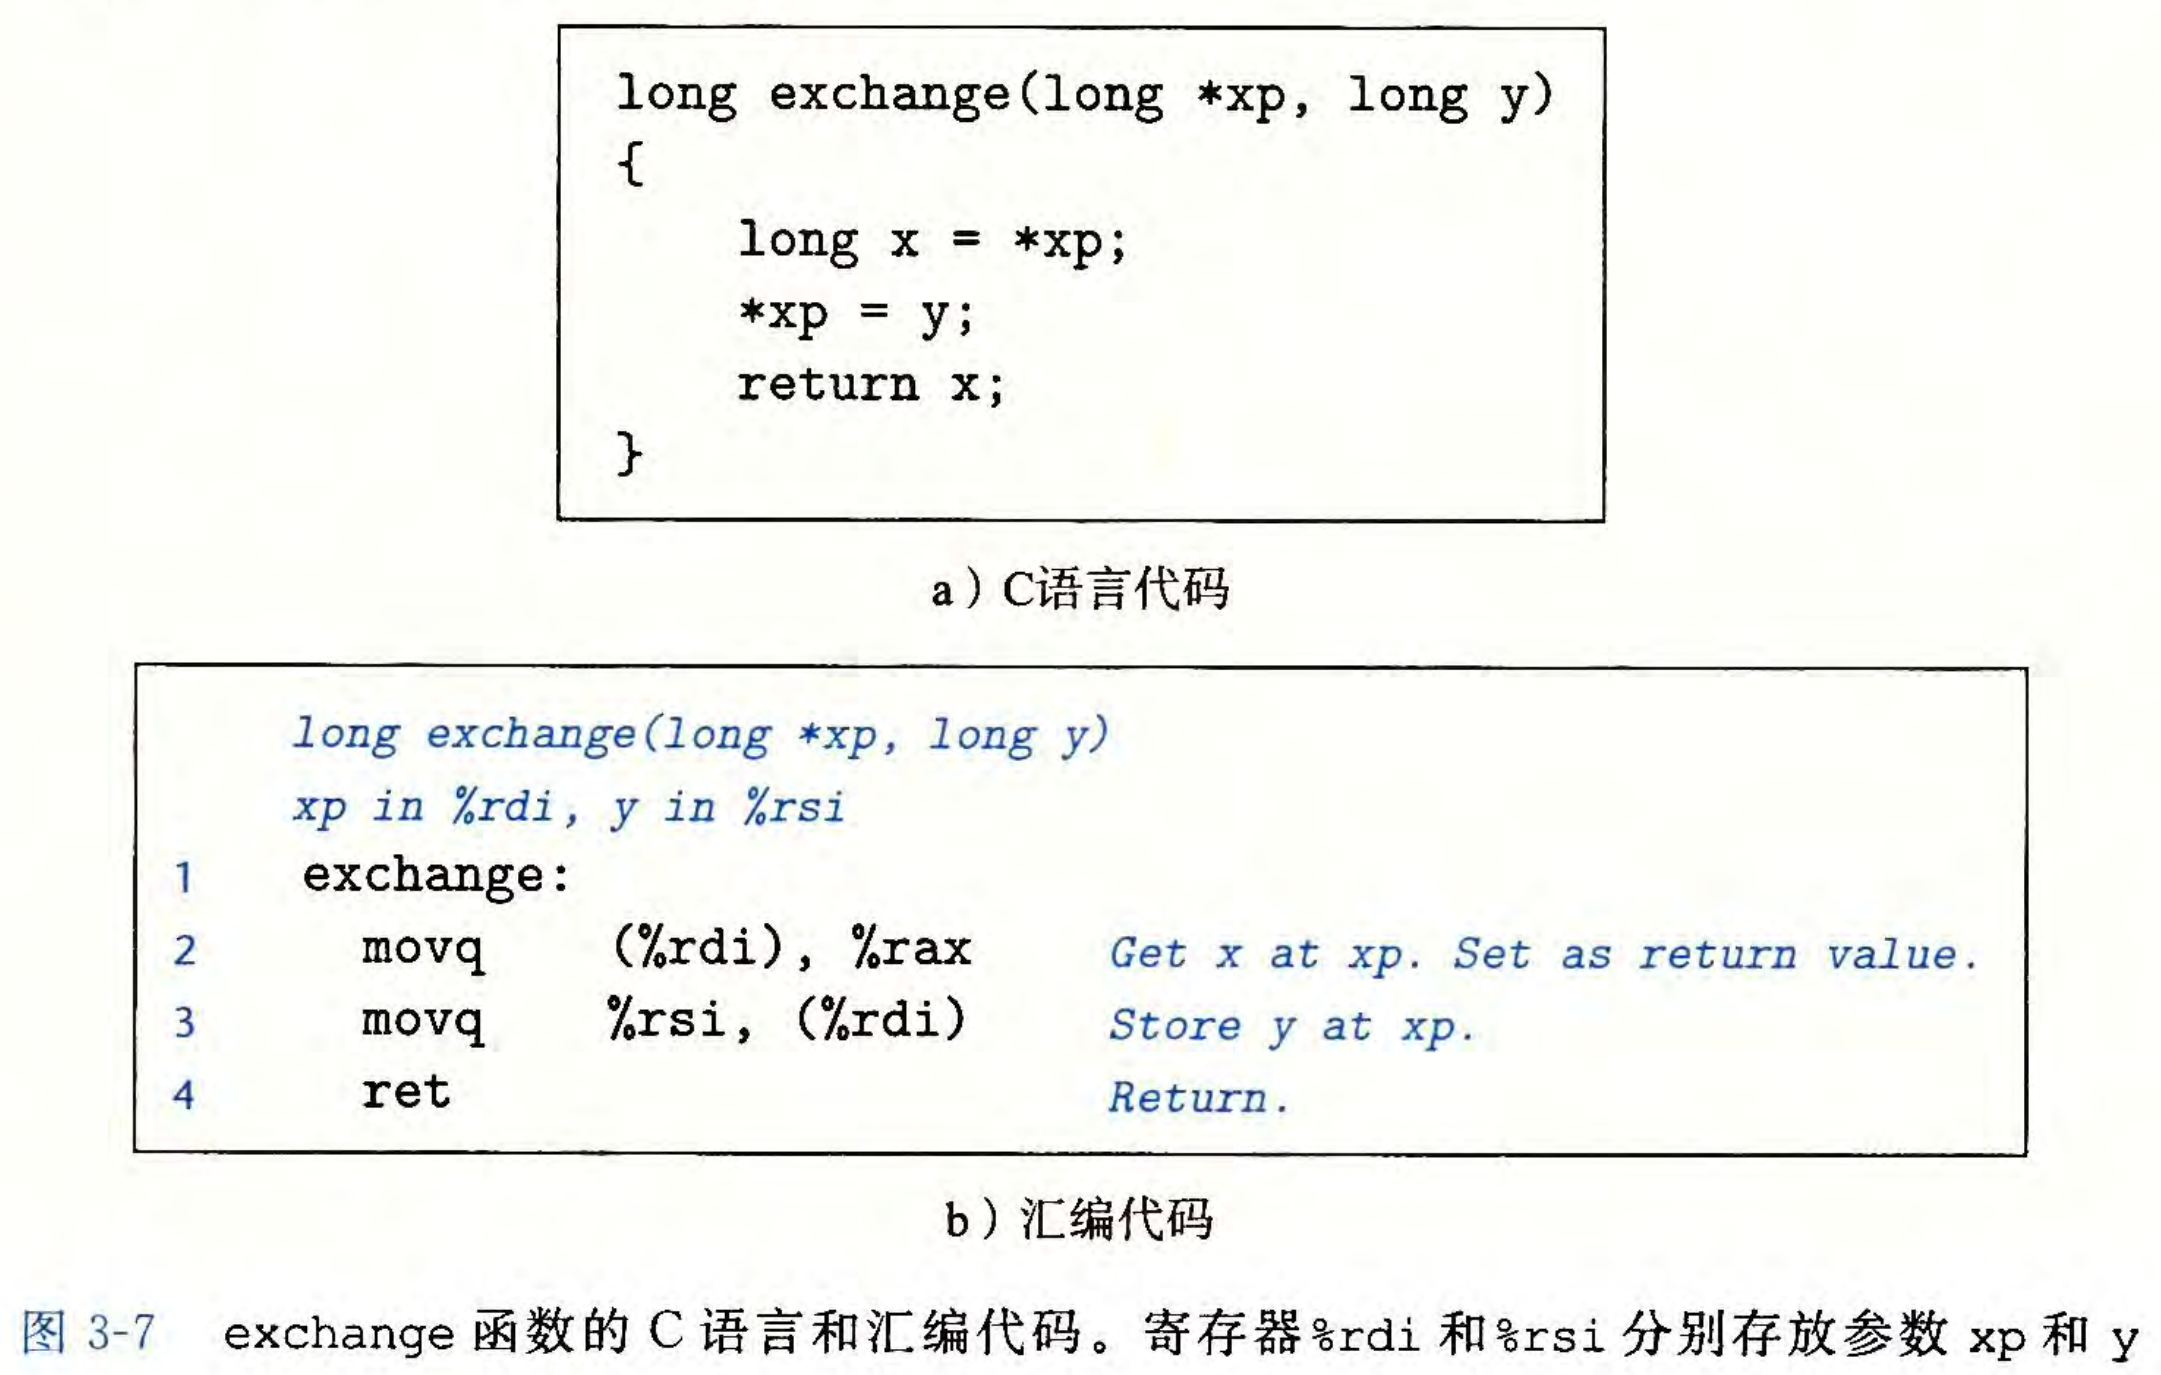 long exchange(long *xp, long y)
{
    long x = *xp;
    *xp = y;
    return x;
}
a）C语言代码
long exchange(long *xp, long y)
xp in %rdi, y in %rsi
1 exchange:
2 movq (%rdi), %rax Get x at xp. Set as return value.
3 movq %rsi, (%rdi) Store y at xp.
4 ret Return.
b）汇编代码
图 3-7 exchange 函数的 C 语言和汇编代码。寄存器%rdi 和%rsi 分别存放参数 xp 和 y